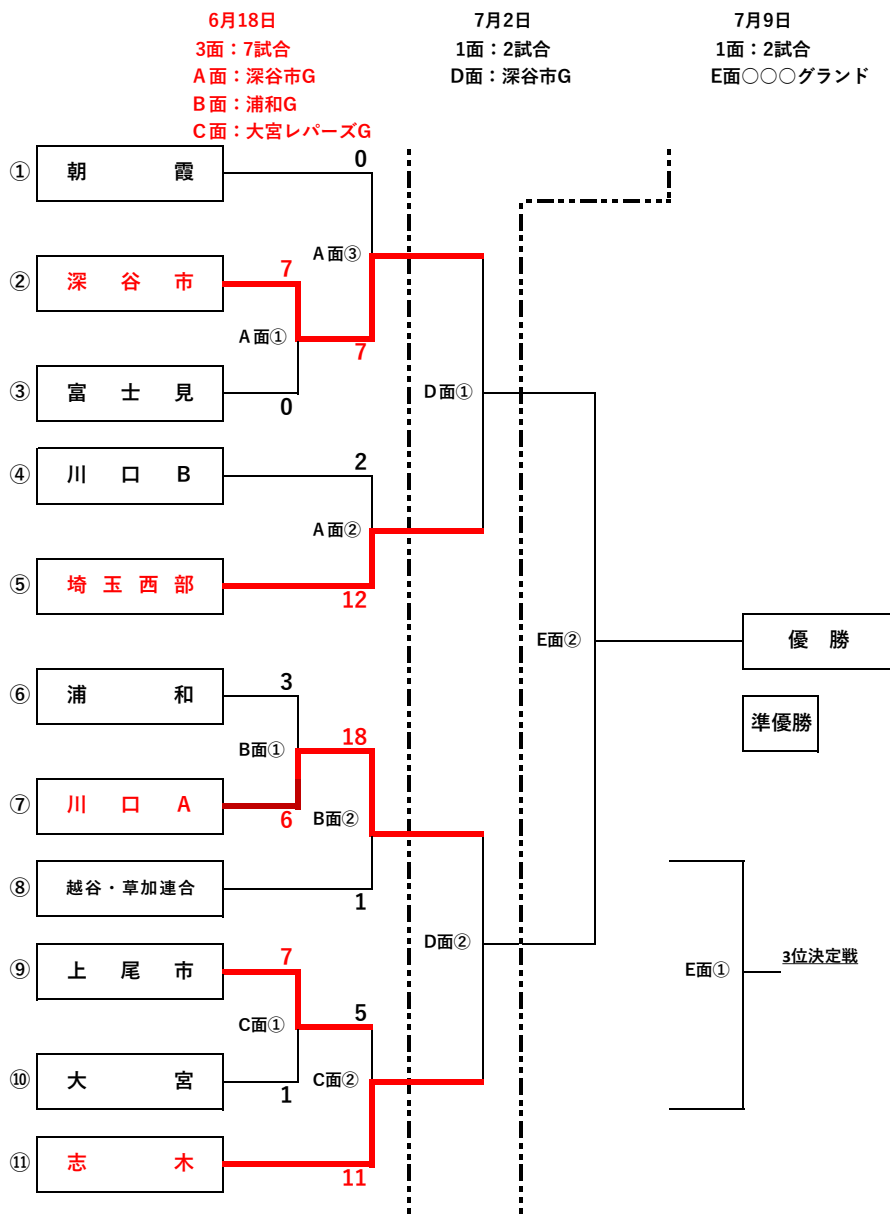 6月18日
3面：7試合
A面：深谷市G
B面：浦和G
C面：大宮レパーズG
7月2日
1面：2試合
D面：深谷市G
7月9日
1面：2試合
E面○○○グランド
① 朝 霞
0
A面③
② 深 谷 市
7
A面①
7
③ 富 士 見
0
D面①
④ 川 口 B
2
A面②
⑤ 埼 玉 西 部
12
E面②
優 勝
準優勝
⑥ 浦 和
3
B面①
18
⑦ 川 口 A
6
B面②
⑧ 越谷・草加連合
1
D面②
⑨ 上 尾 市
7
C面①
5
E面①
3位決定戦
⑩ 大 宮
1
C面②
⑪ 志 木
11